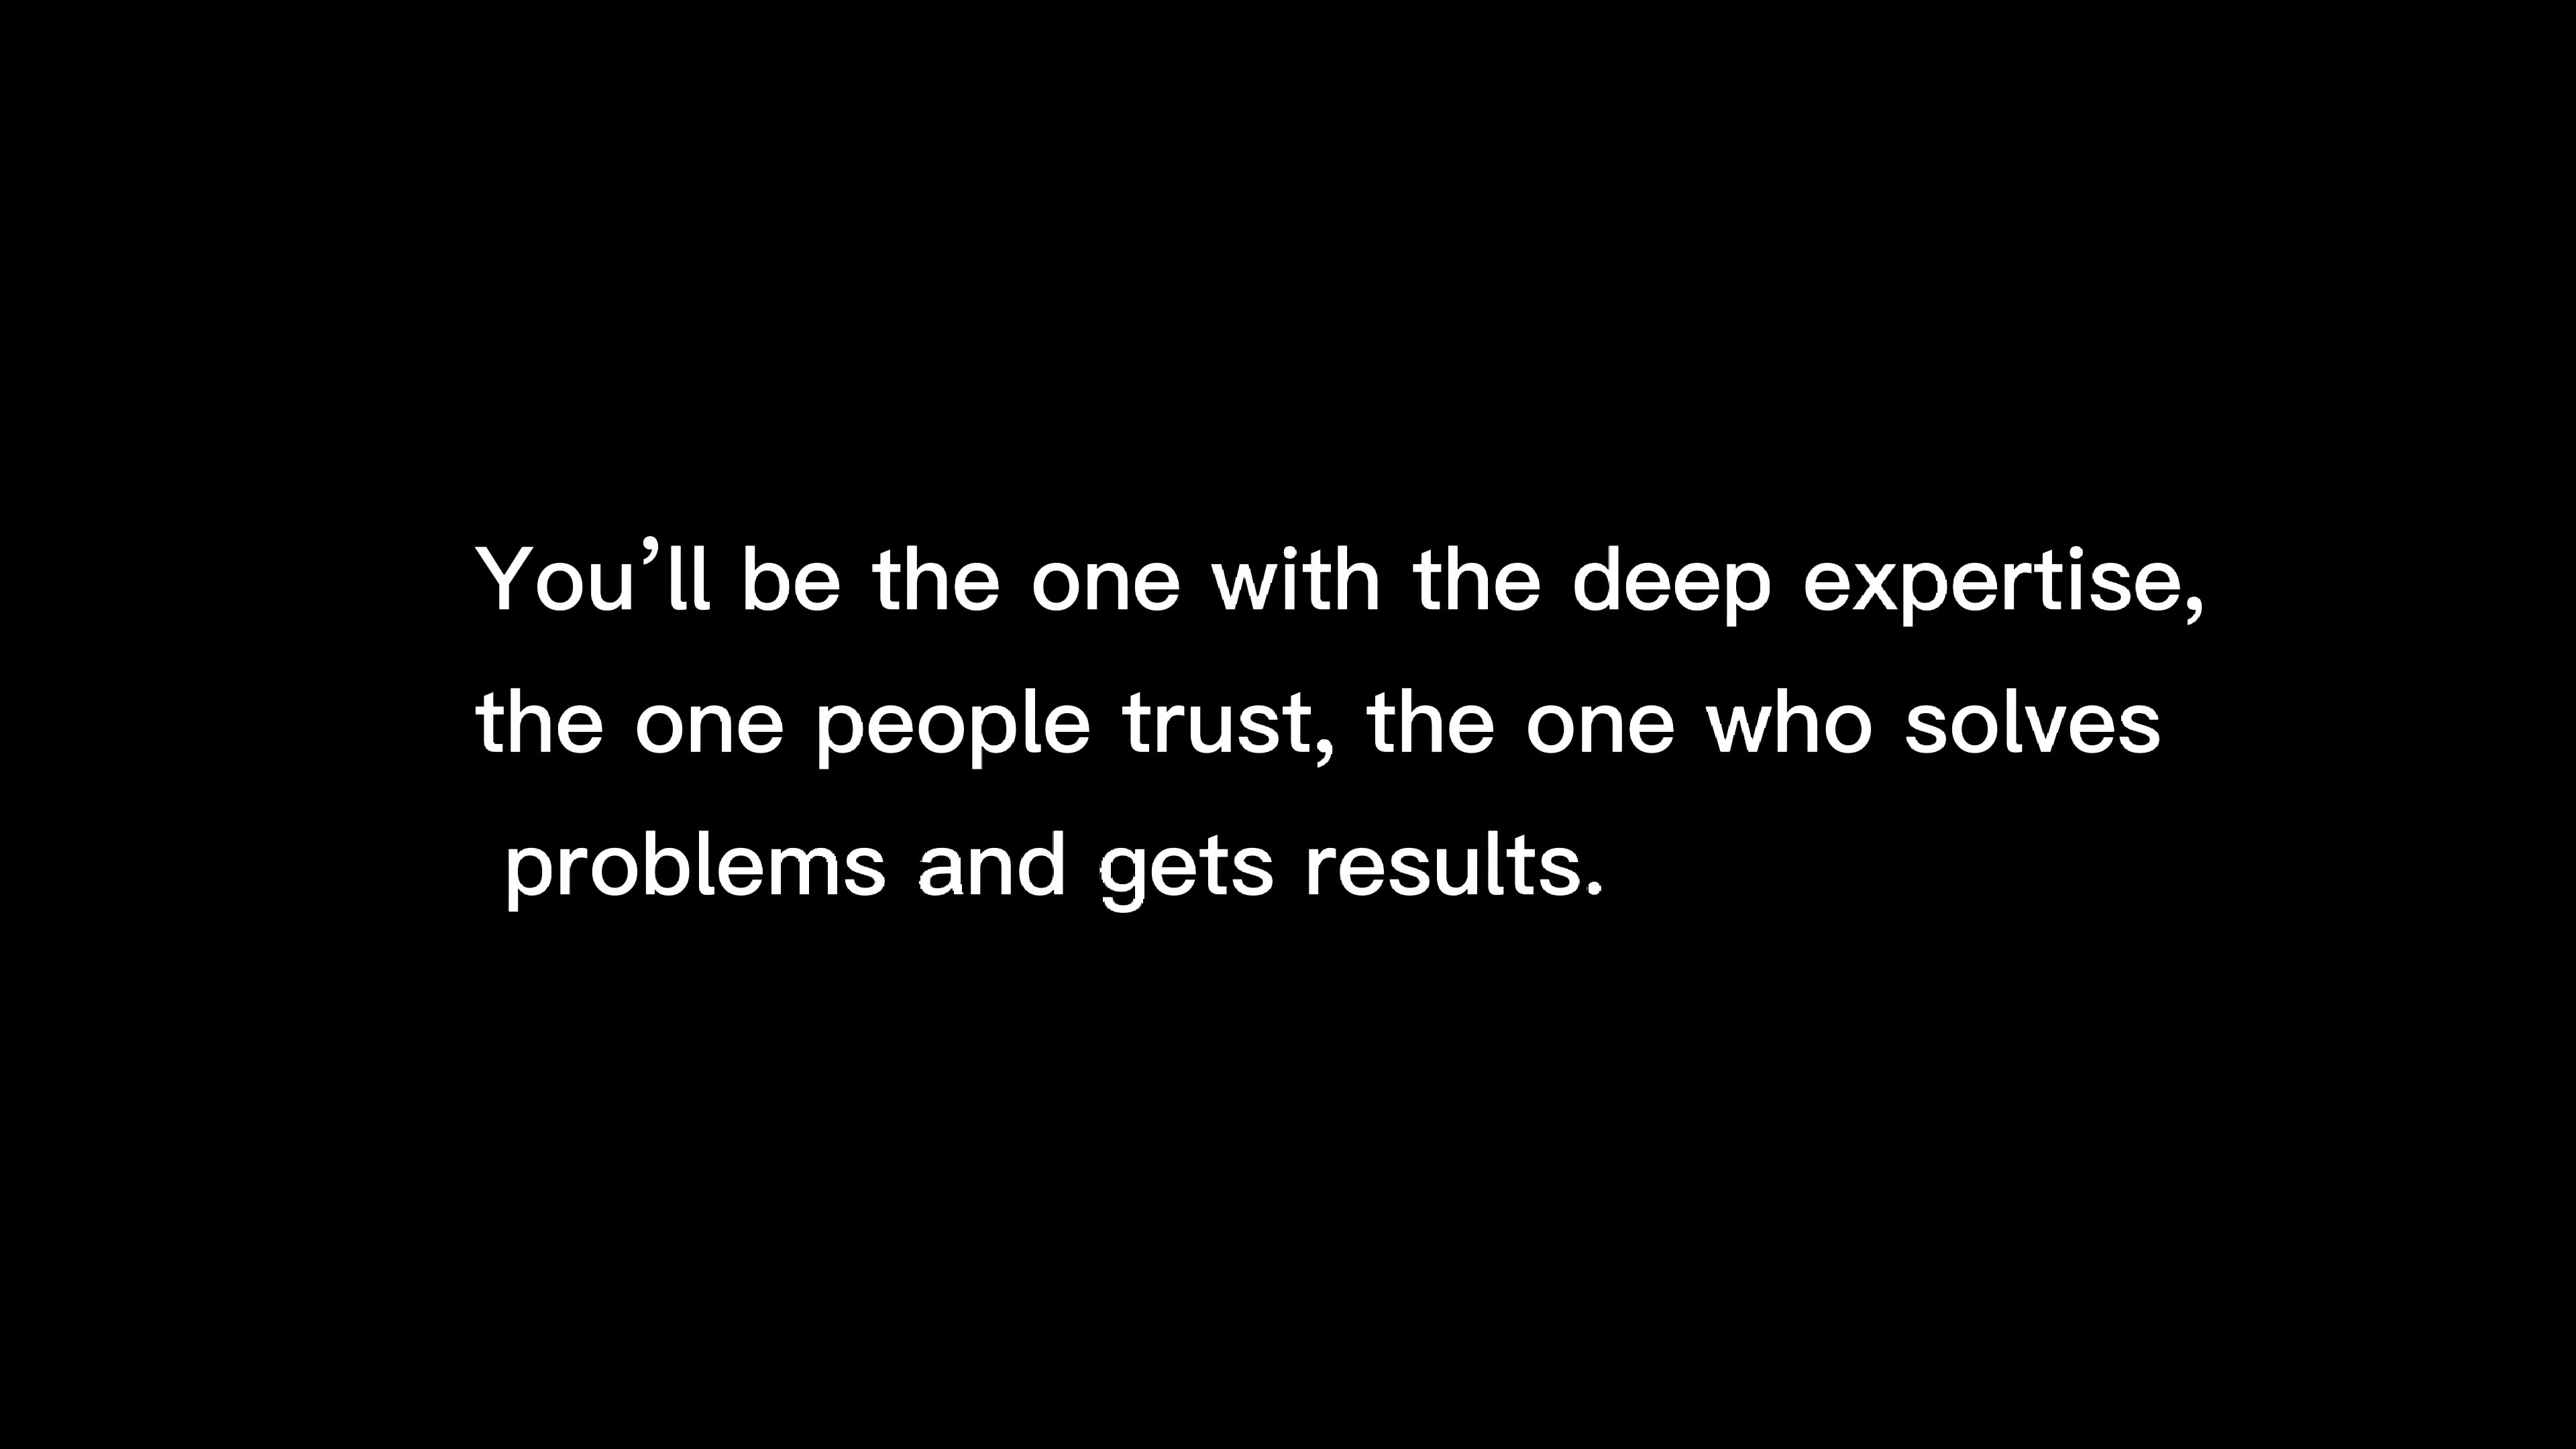 You’ll be the one with the deep expertise,
the one people trust, the one who solves
problems and gets results.